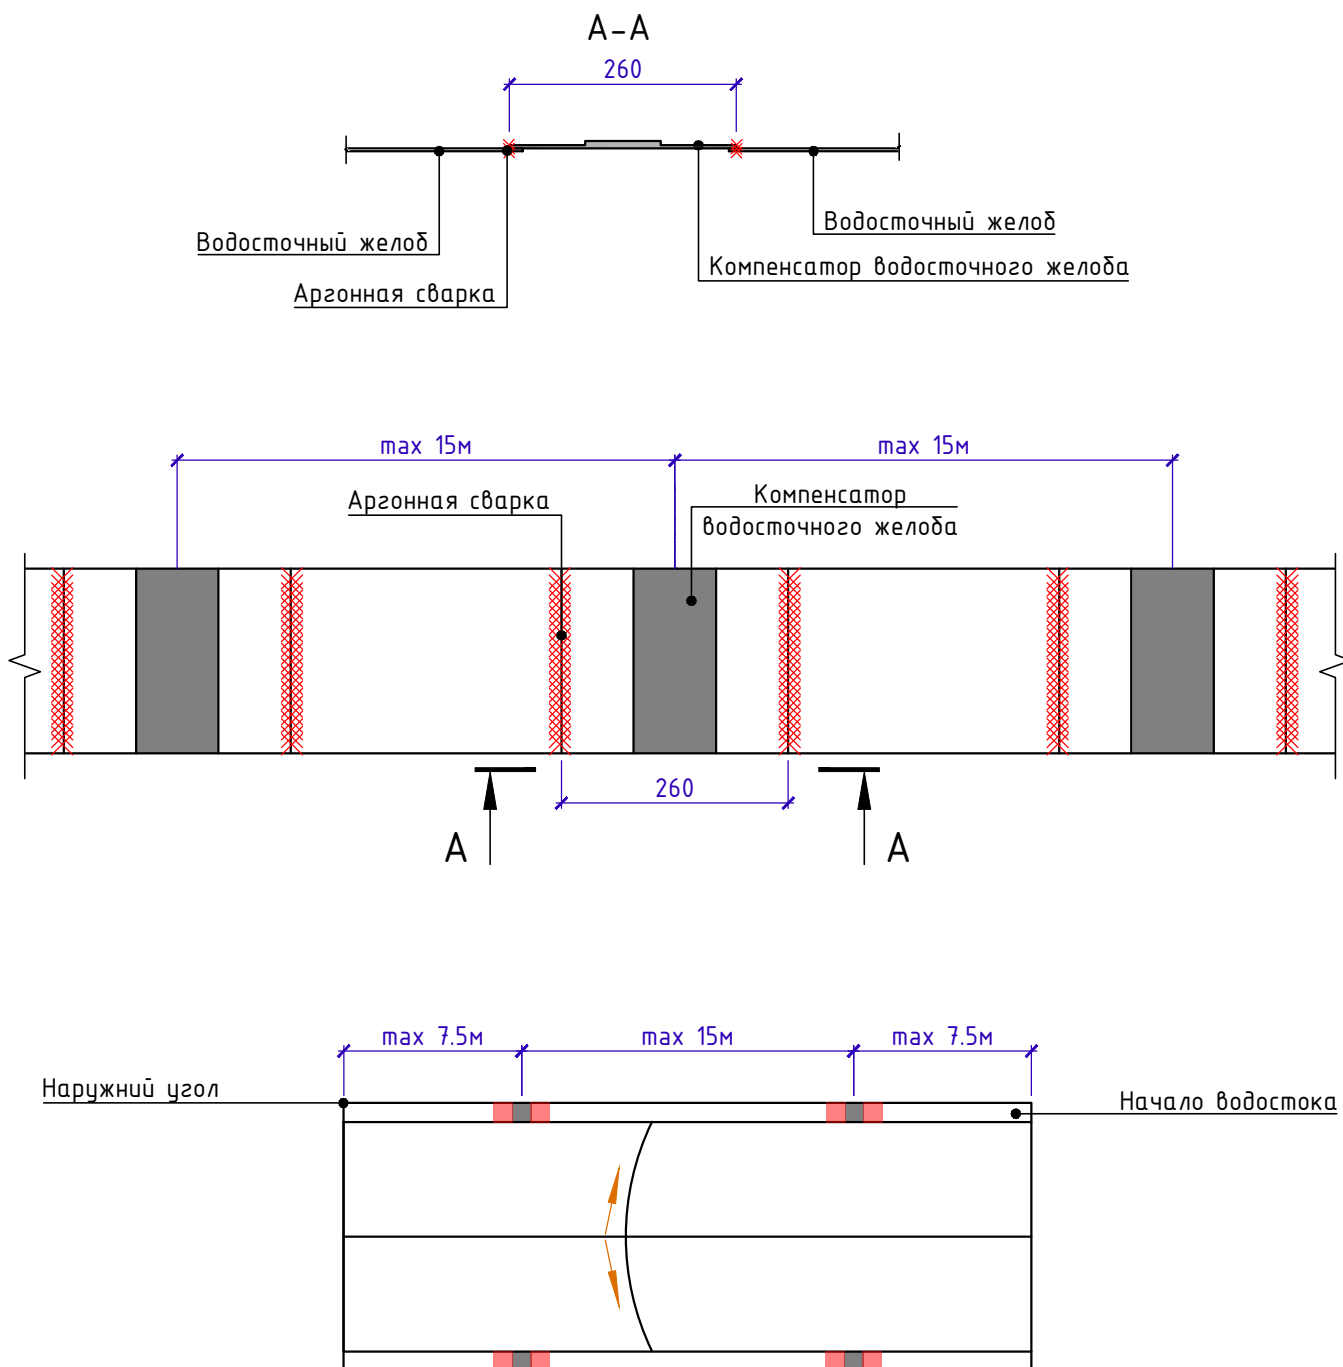 А-А
260
Водосточный желоб
Водосточный желоб
Компенсатор водосточного желоба
Аргонная сварка
max 15м
max 15м
Аргонная сварка
Компенсатор
водосточного желоба
260
А
А
max 7.5м
max 15м
max 7.5м
Наружний угол
Начало водостока